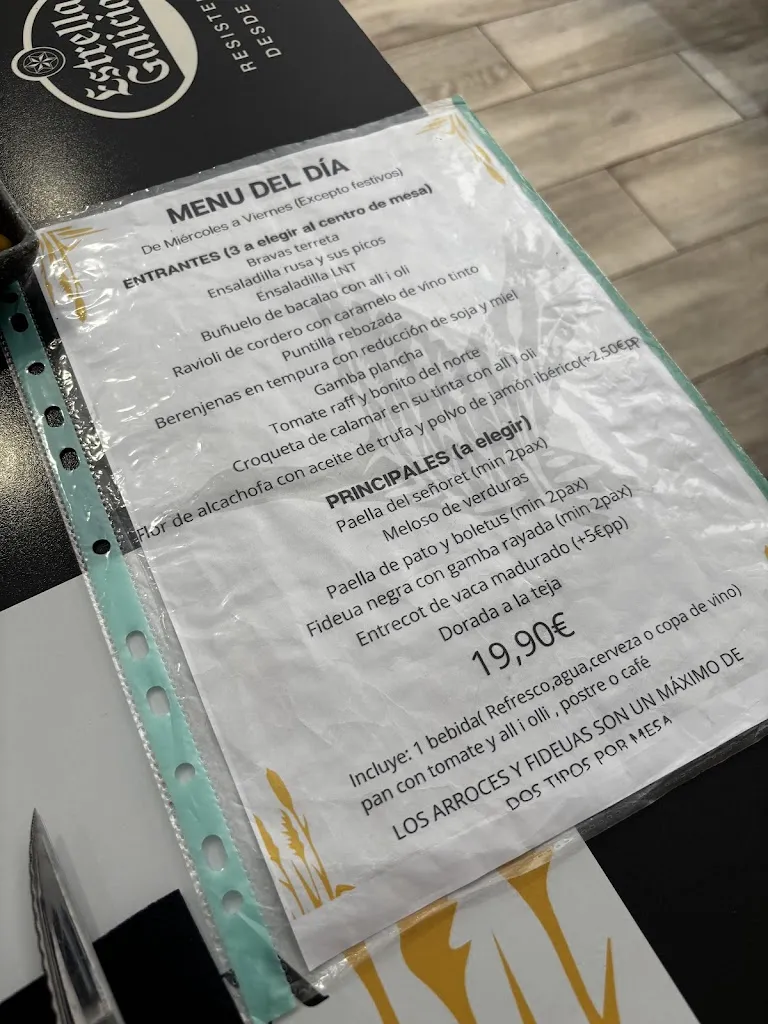 Estrella
Galicia
RESISTEN
DESDE
MENU DEL DÍA
De Miércoles a Viernes (Excepto festivos)
ENTRANTES (3 a elegir al centro de mesa)
Bravas terreta
Ensaladilla rusa y sus picos
Ensaladilla LNT
Buñuelo de bacalao con all i oli
Ravioli de cordero con caramelo de vino tinto
Puntilla rebozada
Berenjenas en tempura con reducción de soja y miel
Gamba plancha
Tomate raff y bonito del norte
Croqueta de calamar en su tinta con all i oli
Flor de alcachofa con aceite de trufa y polvo de jamón ibérico(+2,50€pp
PRINCIPALES (a elegir)
Paella del señoret (min 2pax)
Meloso de verduras
Paella de pato y boletus (min 2pax)
Fideua negra con gamba rayada (min 2pax)
Entrecot de vaca madurado (+5€pp)
Dorada a la teja
19,90€
Incluye: 1 bebida( Refresco,agua,cerveza o copa de vino)
pan con tomate y all i olli , postre o café
LOS ARROCES Y FIDEUAS SON UN MÁXIMO DE
DOS TIPOS POR MESA